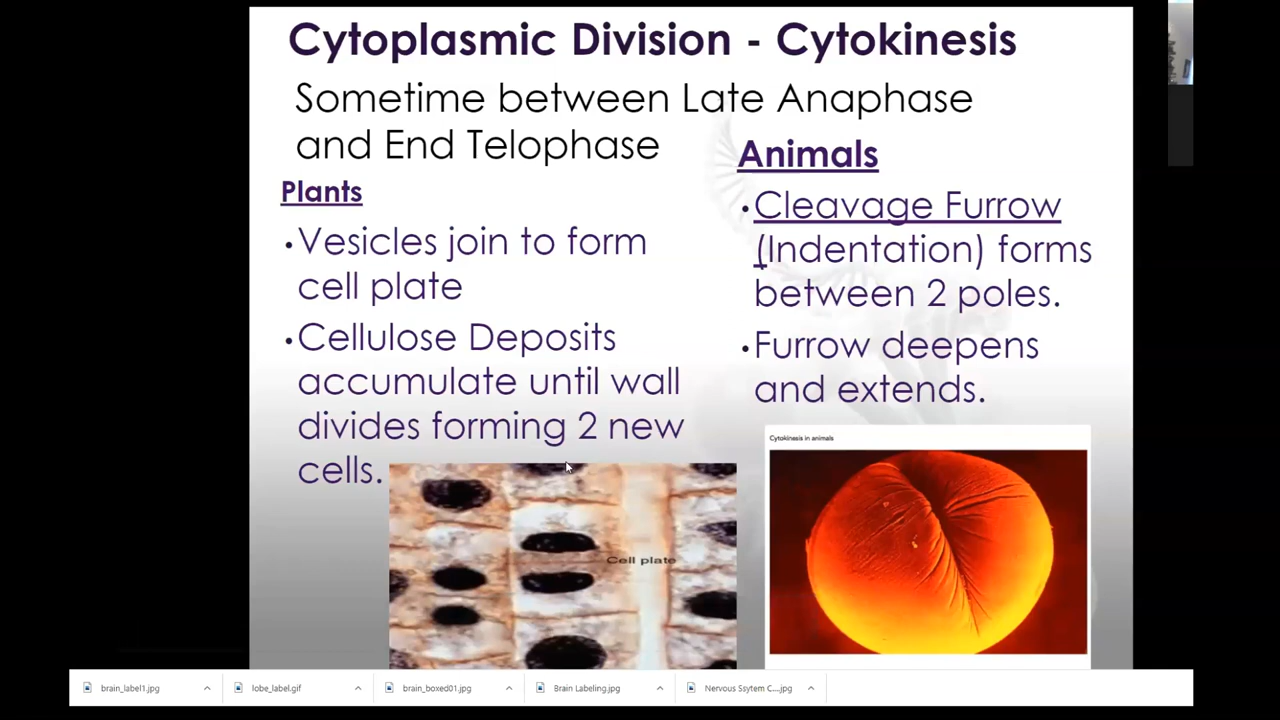 Cytoplasmic Division - Cytokinesis
Sometime between Late Anaphase
and End Telophase
Plants
•Vesicles join to form
cell plate
•Cellulose Deposits
accumulate until wall
divides forming 2 new
cells.
Cell plate
Animals
•Cleavage Furrow
(Indentation) forms
between 2 poles.
•Furrow deepens
and extends.
Cytokinesis in animals
brain_label1.jpg
lobe_label.gif
brain_boxed01.jpg
Brain Labeling.jpg
Nervous Ssytem C....jpg